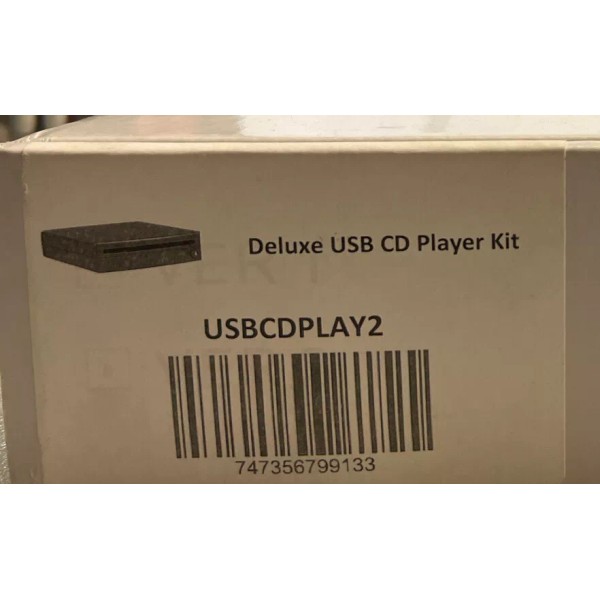 Deluxe USB CD Player Kit
USBCDPLAY2
747356799133